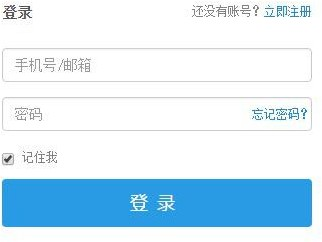 登录 还没有账号？立即注册
手机号/邮箱
密码 忘记密码？
记住我
登 录